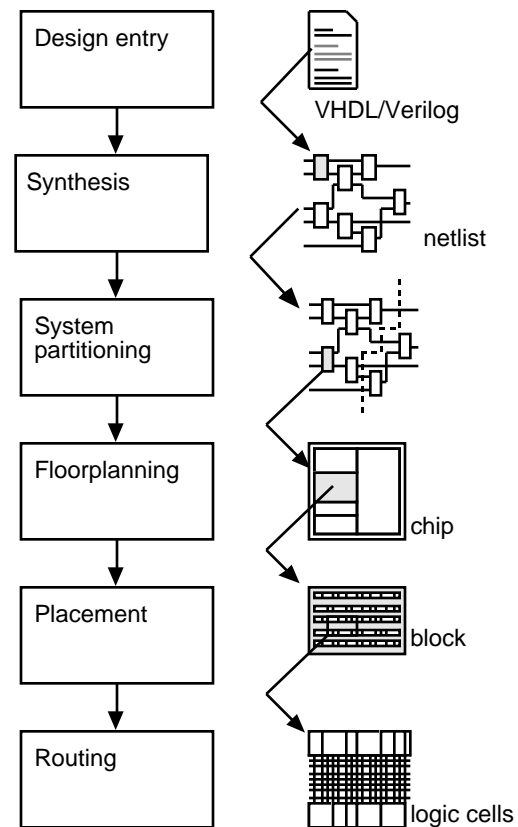 Design entry
VHDL/Verilog
Synthesis
netlist
System
partitioning
Floorplanning
chip
Placement
block
Routing
logic cells